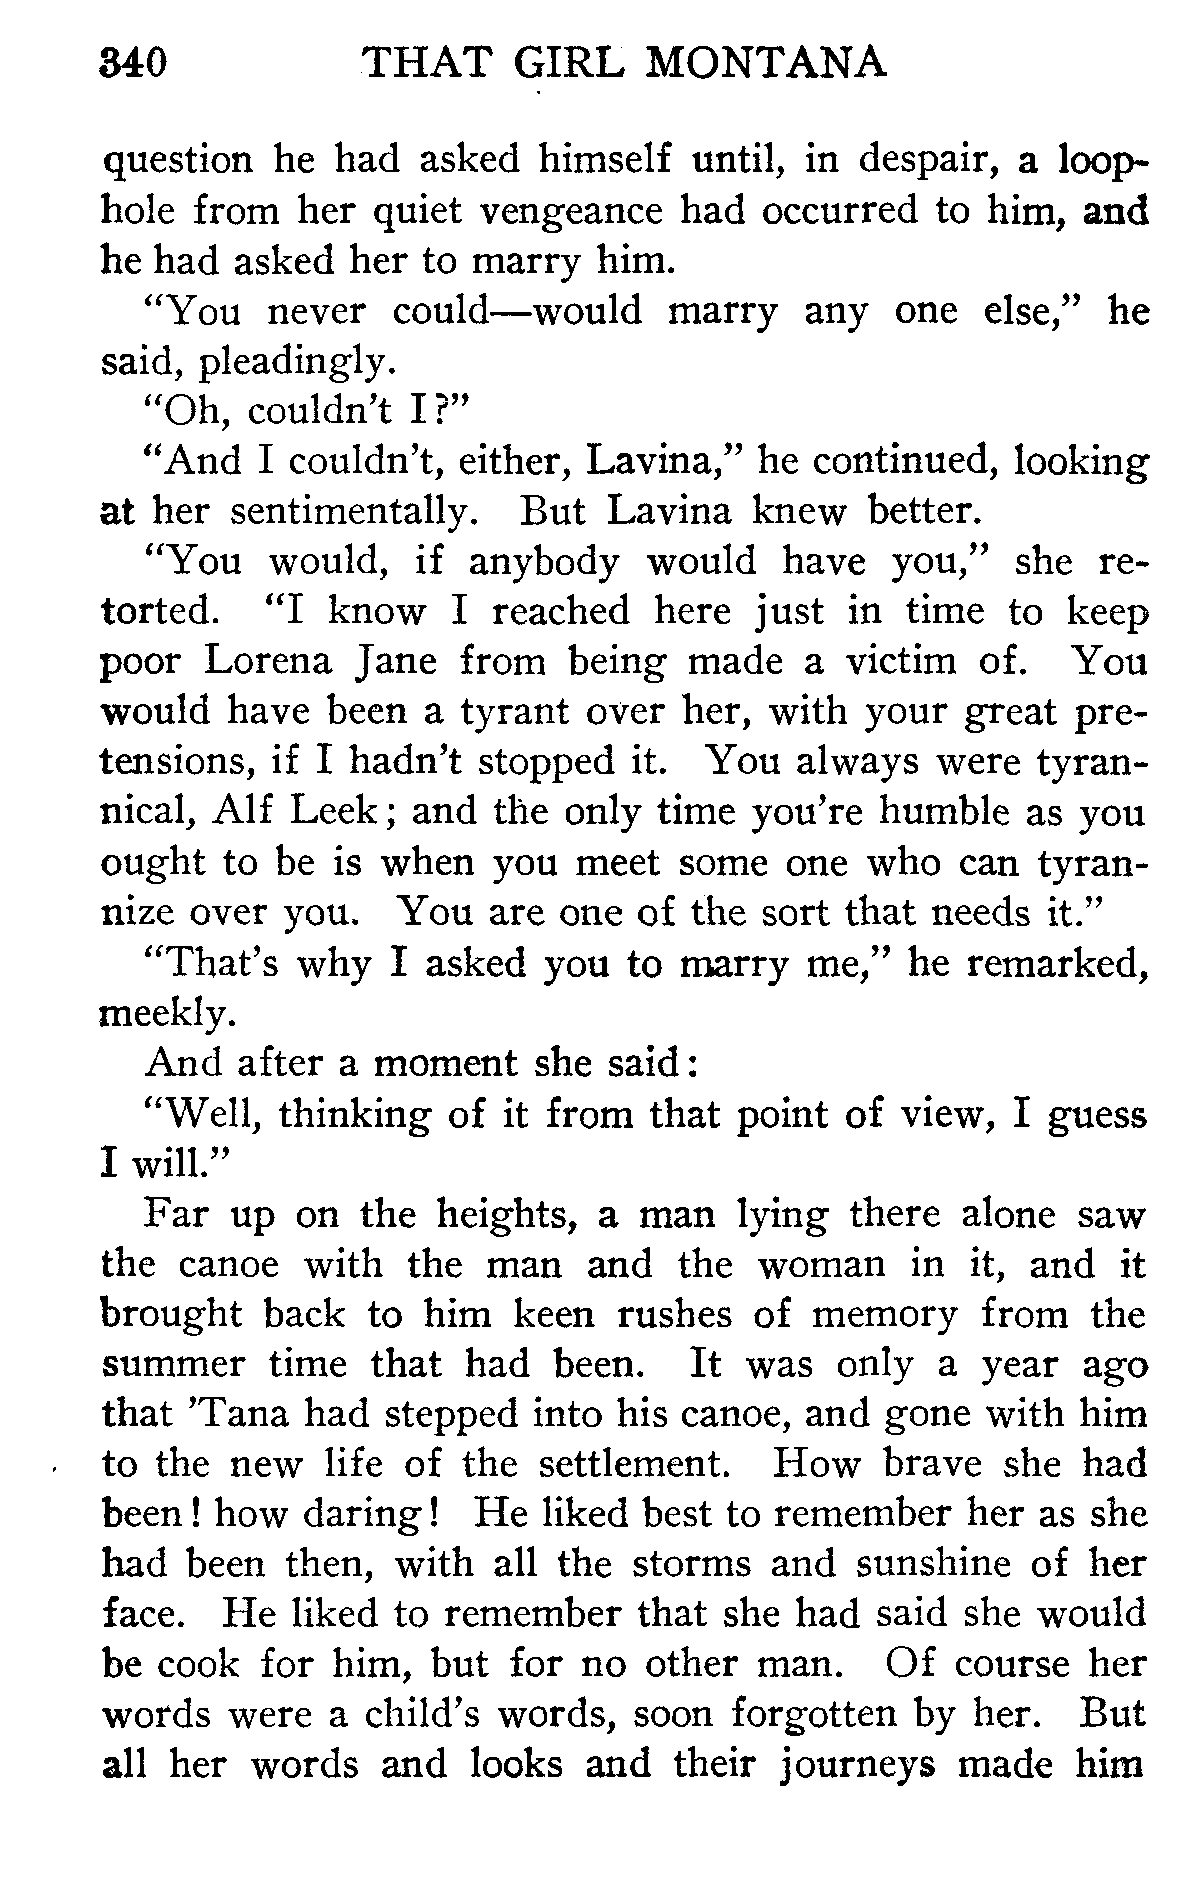 340 THAT GIRL MONTANA
question he had asked himself until, in despair, a loop-
hole from her quiet vengeance had occurred to him, and
he had asked her to marry him.
“You never could—would marry any one else,” he
said, pleadingly.
“Oh, couldn’t I?”
“And I couldn’t, either, Lavina,” he continued, looking
at her sentimentally. But Lavina knew better.
“You would, if anybody would have you,” she re-
torted. “I know I reached here just in time to keep
poor Lorena Jane from being made a victim of. You
would have been a tyrant over her, with your great pre-
tensions, if I hadn’t stopped it. You always were tyran-
nical, Alf Leek; and the only time you’re humble as you
ought to be is when you meet some one who can tyran-
nize over you. You are one of the sort that needs it.”
“That’s why I asked you to marry me,” he remarked,
meekly.
And after a moment she said:
“Well, thinking of it from that point of view, I guess
I will.”
Far up on the heights, a man lying there alone saw
the canoe with the man and the woman in it, and it
brought back to him keen rushes of memory from the
summer time that had been. It was only a year ago
that ’Tana had stepped into his canoe, and gone with him
to the new life of the settlement. How brave she had
been! how daring! He liked best to remember her as she
had been then, with all the storms and sunshine of her
face. He liked to remember that she had said she would
be cook for him, but for no other man. Of course her
words were a child’s words, soon forgotten by her. But
all her words and looks and their journeys made him